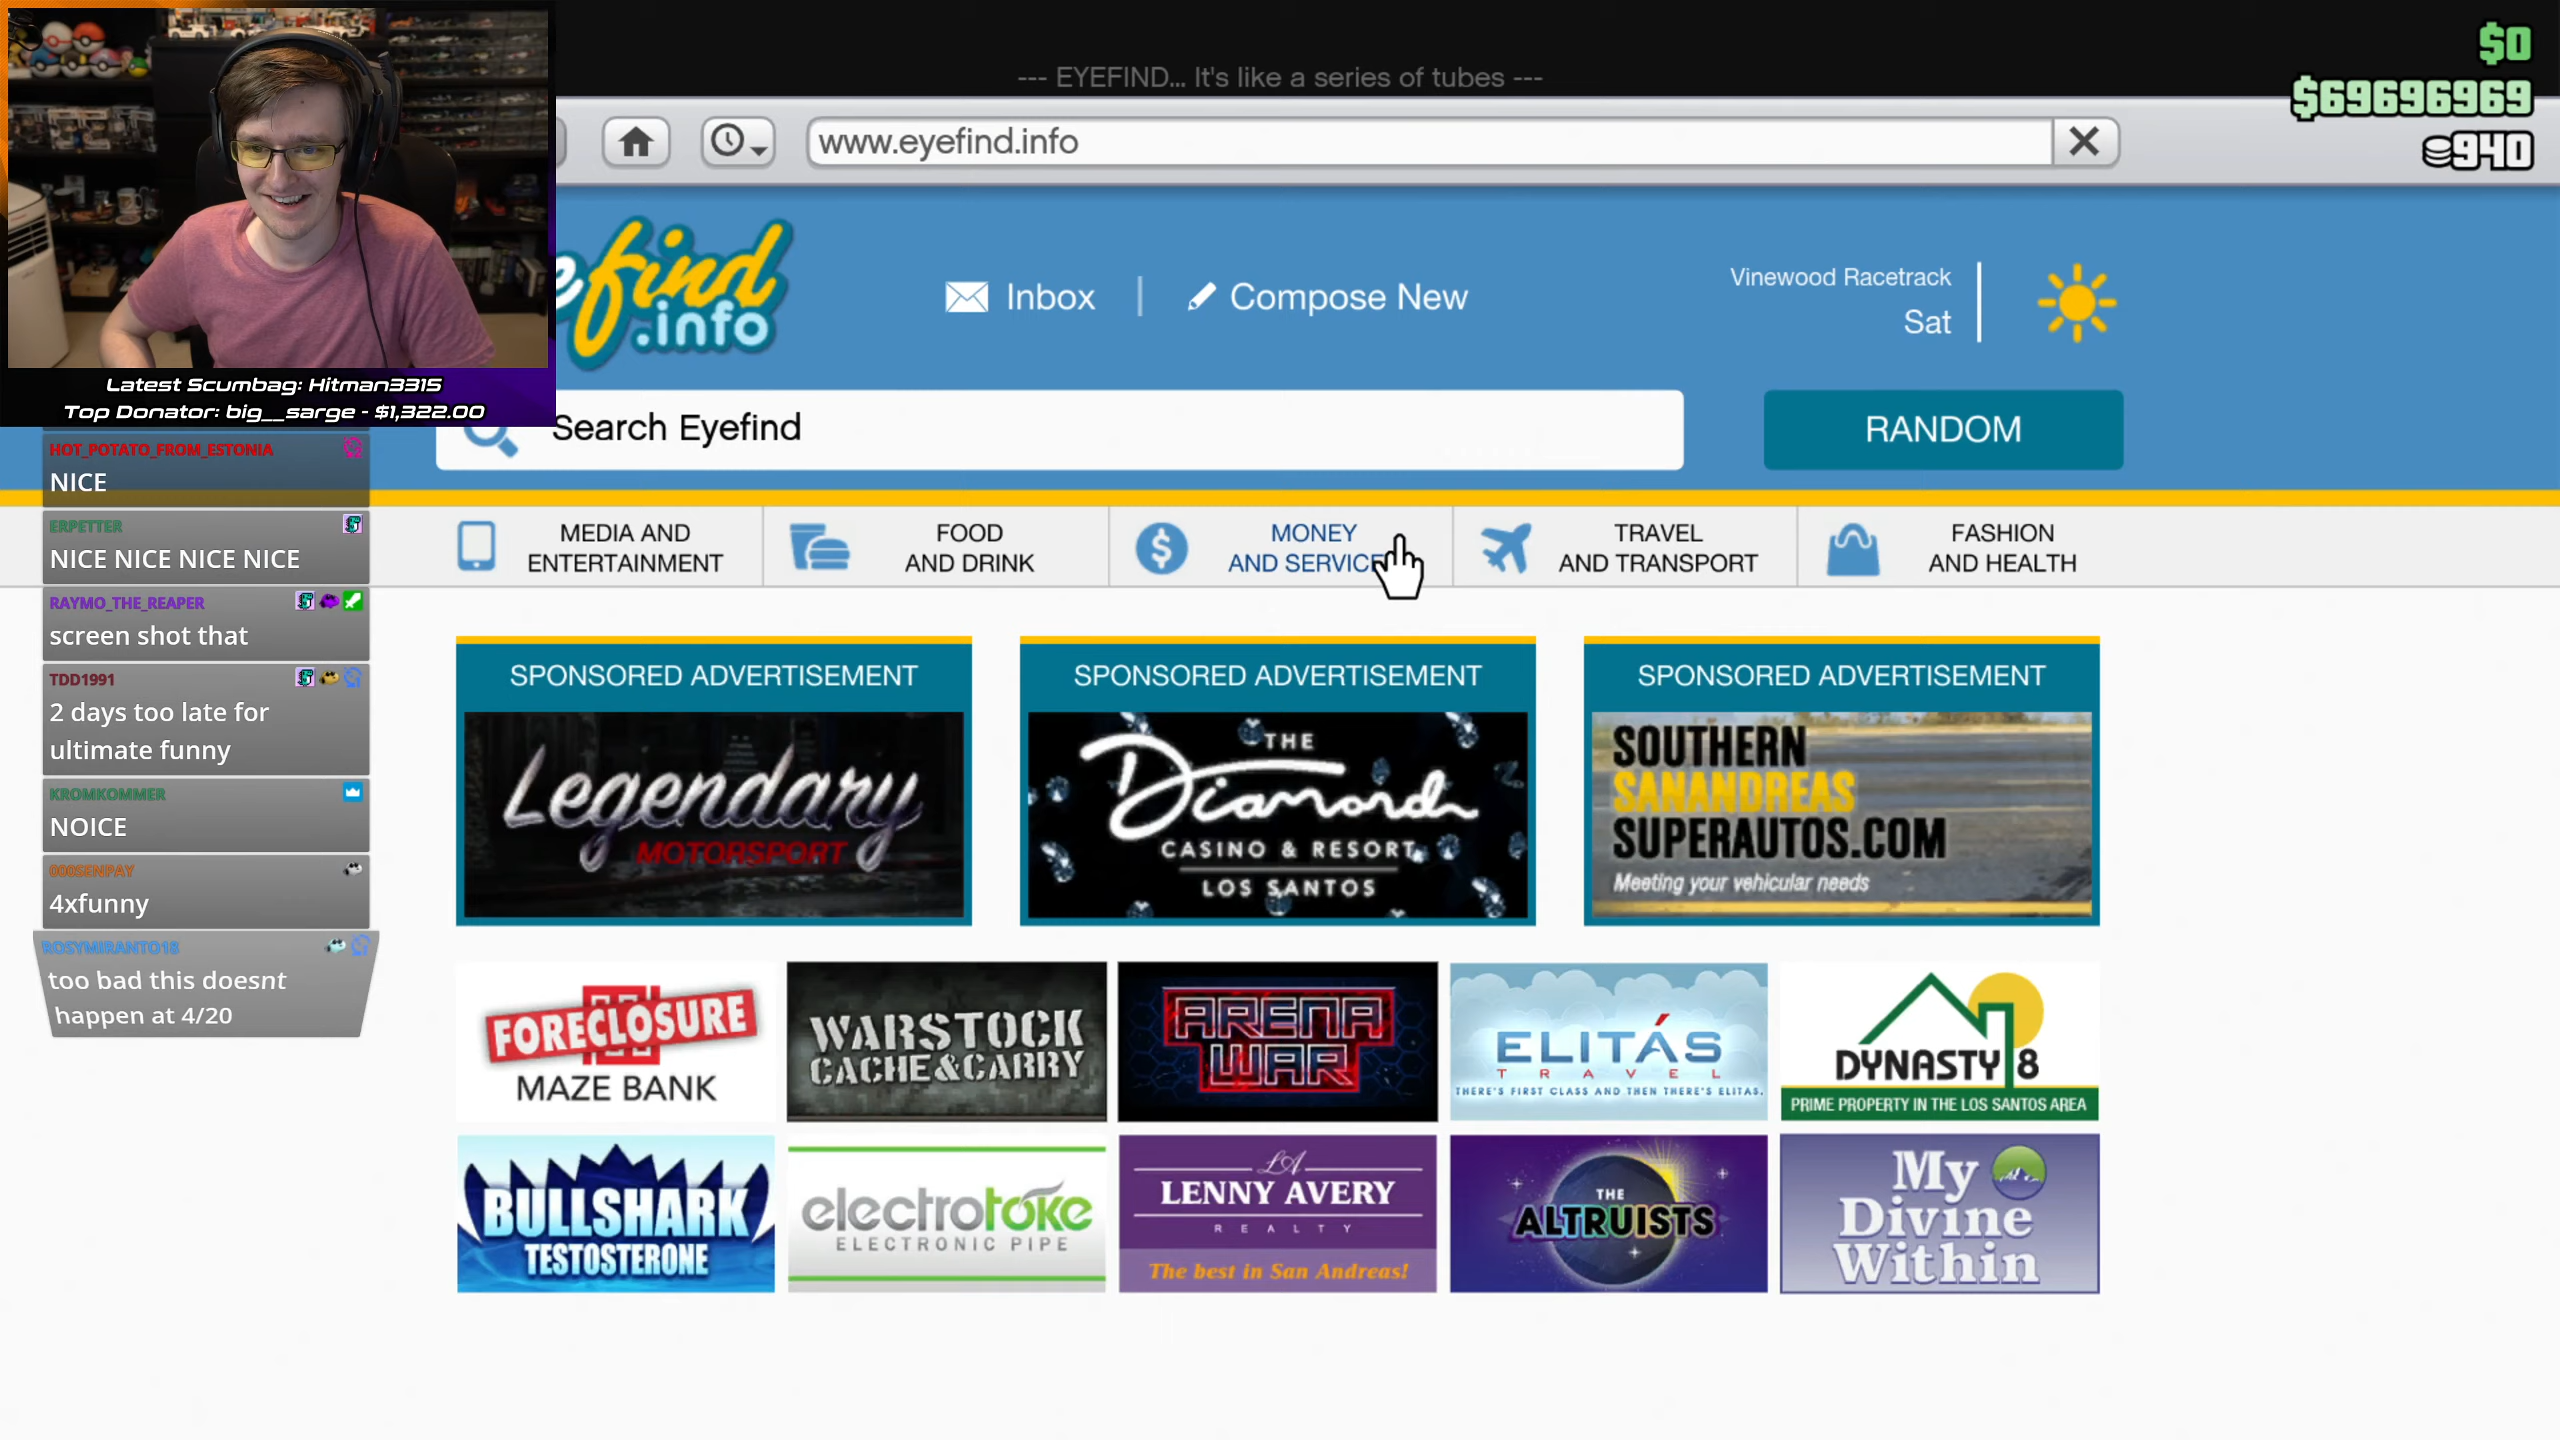 --- EYEFIND... It's like a series of tubes ---
$0
$69696969
940
www.eyefind.info
efind
.info
Inbox
Compose New
Vinewood Racetrack
Sat
Latest Scumbag: Hitman3315
Top Donator: big__sarge - $1,322.00
Search Eyefind
RANDOM
HOT_POTATO_FROM_ESTONIA
NICE
ERPETTER
NICE NICE NICE NICE
RAYMO_THE_REAPER
screen shot that
TDD1991
2 days too late for
ultimate funny
KROMKOMMER
NOICE
000SENPAY
4xfunny
ROSYMIRANTO18
too bad this doesnt
happen at 4/20
MEDIA AND
ENTERTAINMENT
FOOD
AND DRINK
MONEY
AND SERVIC
TRAVEL
AND TRANSPORT
FASHION
AND HEALTH
SPONSORED ADVERTISEMENT
Legendary
MOTORSPORT
SPONSORED ADVERTISEMENT
THE
Diamond
CASINO & RESORT
LOS SANTOS
SPONSORED ADVERTISEMENT
SOUTHERN
SANANDREAS
SUPERAUTOS.COM
Meeting your vehicular needs
FORECLOSURE
MAZE BANK
WARSTOCK
CACHE&CARRY
ARENA
WAR
ELITÁS
TRAVEL
THERE'S FIRST CLASS AND THEN THERE'S ELITAS.
DYNASTY 8
PRIME PROPERTY IN THE LOS SANTOS AREA
BULLSHARK
TESTOSTERONE
electrotoke
ELECTRONIC PIPE
LA
LENNY AVERY
REALTY
The best in San Andreas!
THE
ALTRUISTS
My
Divine
Within